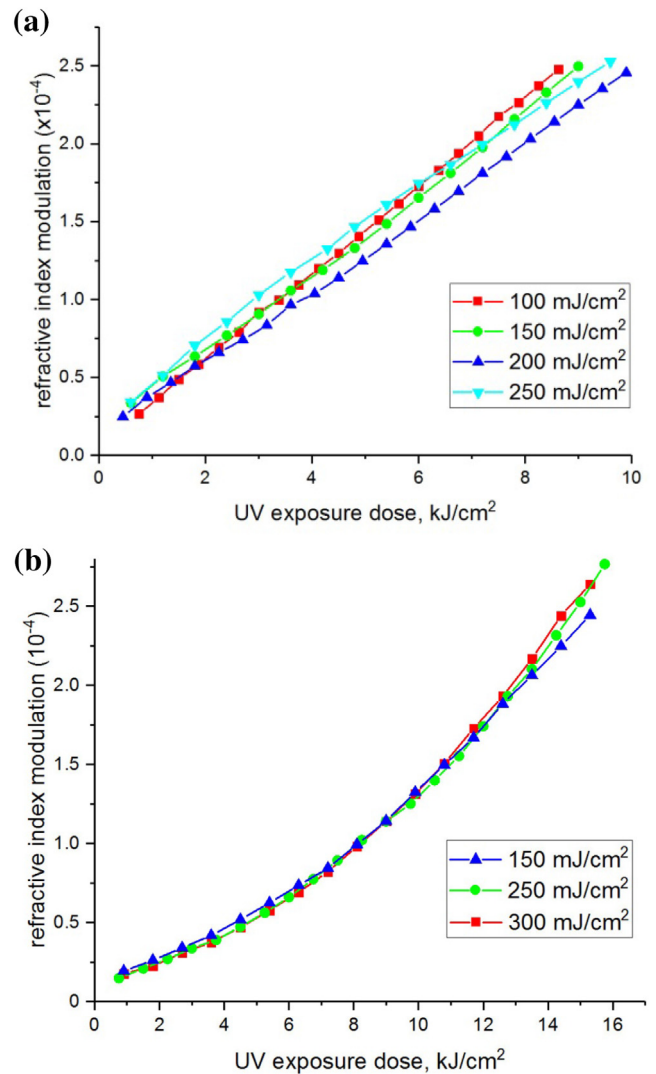 (a)
refractive index modulation (x10⁻⁴)
2.5
2.0
1.5
1.0
0.5
0.0
100 mJ/cm²
150 mJ/cm²
200 mJ/cm²
250 mJ/cm²
0 2 4 6 8 10
UV exposure dose, kJ/cm²
(b)
refractive index modulation (10⁻⁴)
2.5
2.0
1.5
1.0
0.5
0
150 mJ/cm²
250 mJ/cm²
300 mJ/cm²
0 2 4 6 8 10 12 14 16
UV exposure dose, kJ/cm²